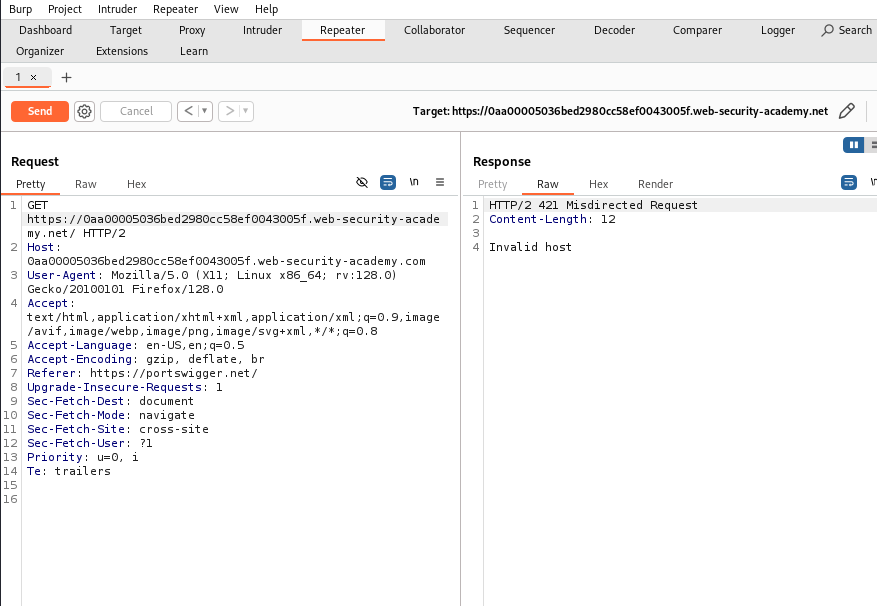 Burp Project Intruder Repeater View Help
Dashboard Target Proxy Intruder Repeater Collaborator Sequencer Decoder Comparer Logger Search
Organizer Extensions Learn
1 × +
Send Cancel < ▼ > ▼ Target: https://0aa00005036bed2980cc58ef0043005f.web-security-academy.net
Request
Pretty Raw Hex \n
1 GET
https://0aa00005036bed2980cc58ef0043005f.web-security-acade
my.net/ HTTP/2
2 Host:
0aa00005036bed2980cc58ef0043005f.web-security-academy.com
3 User-Agent: Mozilla/5.0 (X11; Linux x86_64; rv:128.0)
Gecko/20100101 Firefox/128.0
4 Accept:
text/html,application/xhtml+xml,application/xml;q=0.9,image
/avif,image/webp,image/png,image/svg+xml,*/*;q=0.8
5 Accept-Language: en-US,en;q=0.5
6 Accept-Encoding: gzip, deflate, br
7 Referer: https://portswigger.net/
8 Upgrade-Insecure-Requests: 1
9 Sec-Fetch-Dest: document
10 Sec-Fetch-Mode: navigate
11 Sec-Fetch-Site: cross-site
12 Sec-Fetch-User: ?1
13 Priority: u=0, i
14 Te: trailers
15
16
Response
Pretty Raw Hex Render \n
1 HTTP/2 421 Misdirected Request
2 Content-Length: 12
3
4 Invalid host